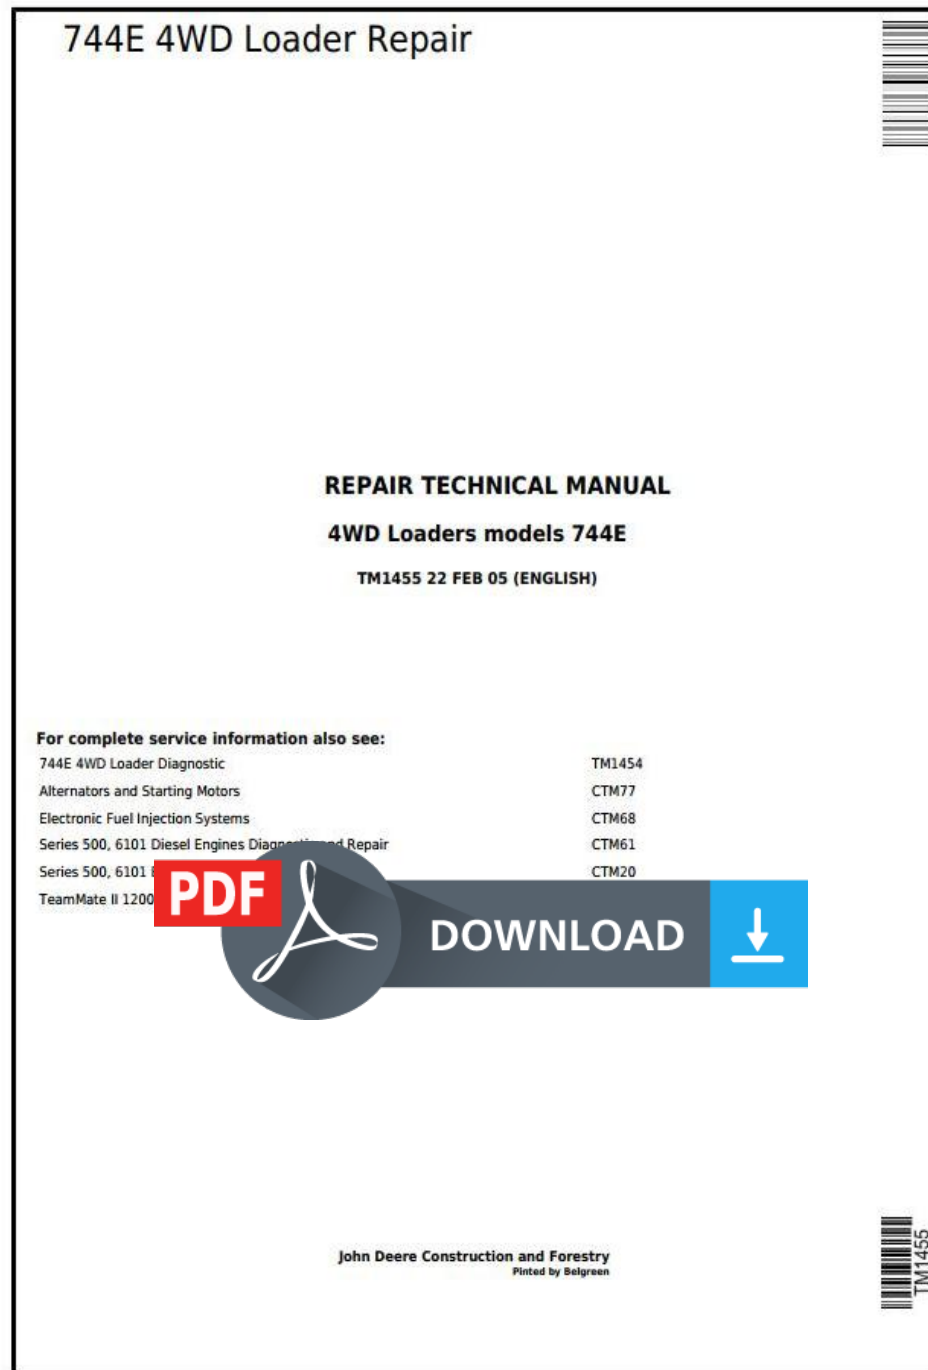 744E 4WD Loader Repair
REPAIR TECHNICAL MANUAL
4WD Loaders models 744E
TM1455 22 FEB 05 (ENGLISH)
For complete service information also see:
744E 4WD Loader Diagnostic TM1454
Alternators and Starting Motors CTM77
Electronic Fuel Injection Systems CTM68
Series 500, 6101 Diesel Engines Diagnostic and Repair CTM61
Series 500, 6101 CTM20
TeamMate II 1200
PDF
DOWNLOAD
John Deere Construction and Forestry
Pinted by Belgreen
TM1455